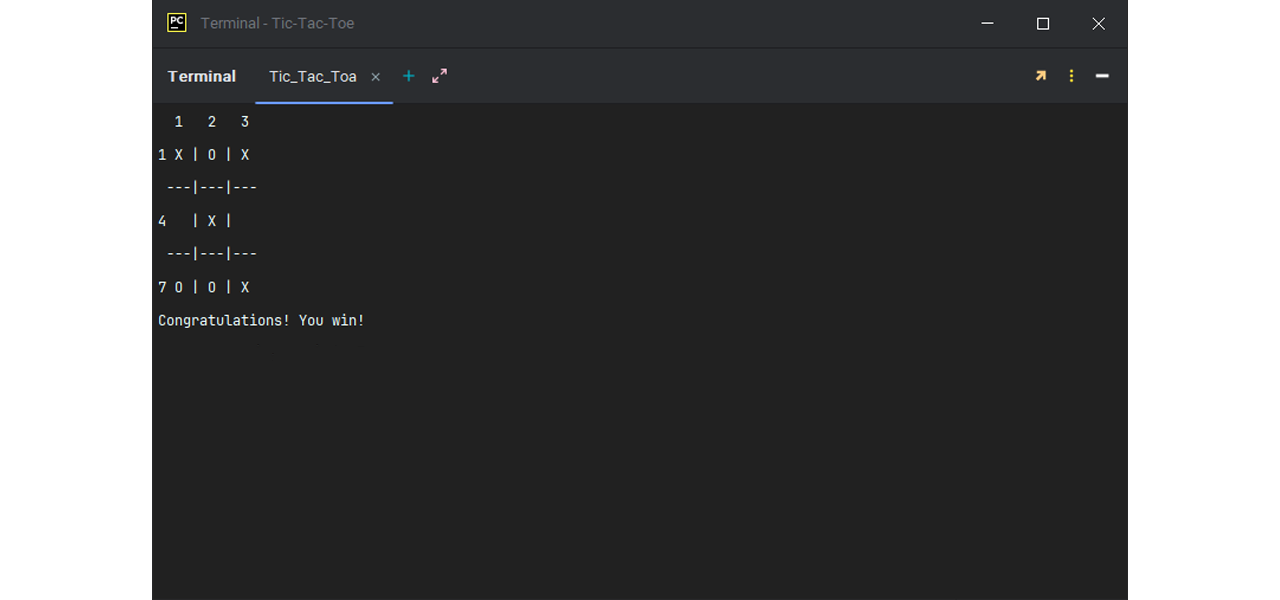 PC Terminal - Tic-Tac-Toe
Terminal Tic_Tac_Toa
  1   2   3
1 X | O | X
 ---|---|---
4   | X |
 ---|---|---
7 O | O | X
Congratulations! You win!